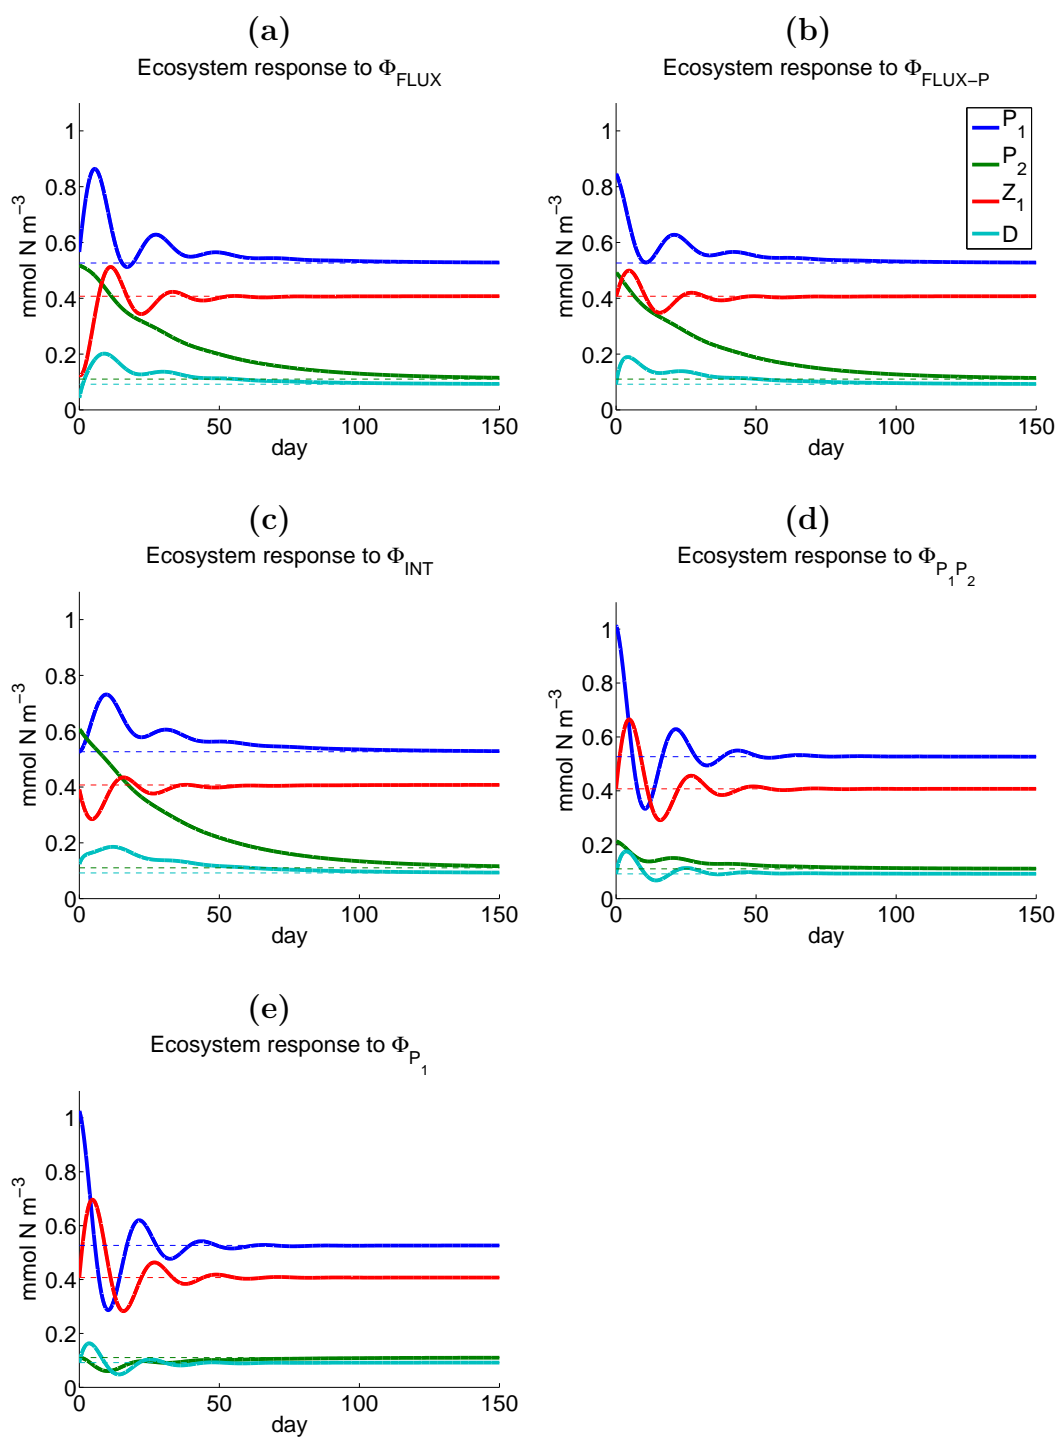 (a)
Ecosystem response to Φ_FLUX
mmol N m⁻³
1
0.8
0.6
0.4
0.2
0
0 50 100 150
day
(b)
Ecosystem response to Φ_FLUX−P
mmol N m⁻³
1
0.8
0.6
0.4
0.2
0
0 50 100 150
day
P_1
P_2
Z_1
D
(c)
Ecosystem response to Φ_INT
mmol N m⁻³
1
0.8
0.6
0.4
0.2
0
0 50 100 150
day
(d)
Ecosystem response to Φ_P_1P_2
mmol N m⁻³
1
0.8
0.6
0.4
0.2
0
0 50 100 150
day
(e)
Ecosystem response to Φ_P_1
mmol N m⁻³
1
0.8
0.6
0.4
0.2
0
0 50 100 150
day